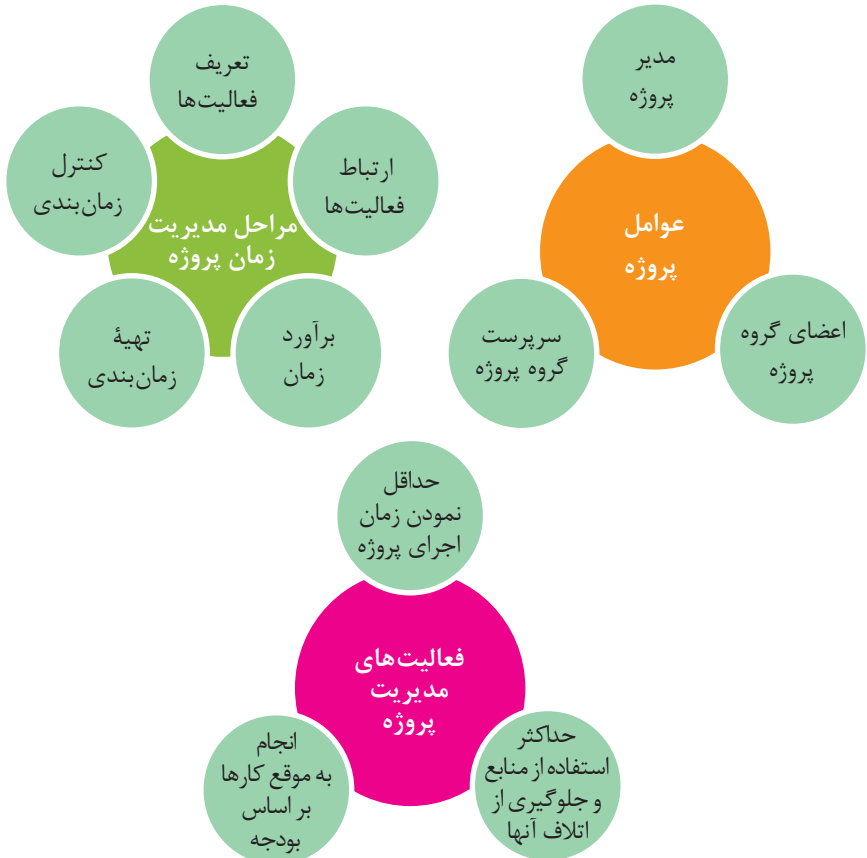 عوامل
پروژه
مدیر
پروژه
اعضای گروه
پروژه
سرپرست
گروه پروژه
مراحل مدیریت
زمان پروژه
تعریف
فعالیت‌ها
ارتباط
فعالیت‌ها
برآورد
زمان
تهیۀ
زمان‌بندی
کنترل
زمان‌بندی
فعالیت‌های
مدیریت
پروژه
حداقل
نمودن زمان
اجرای پروژه
حداکثر
استفاده از منابع
و جلوگیری از
اتلاف آنها
انجام
به موقع کارها
بر اساس
بودجه